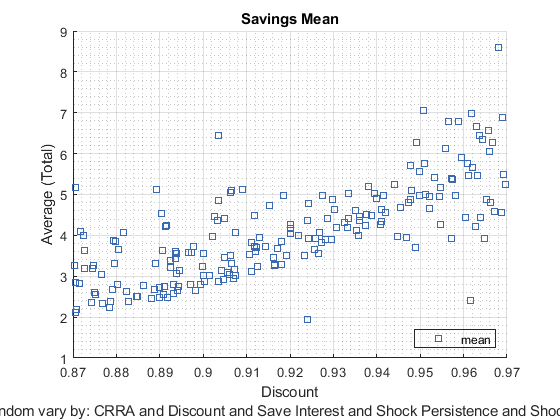 Savings Mean
9
8
7
6
5
4
3
2
1
Average (Total)
0.87 0.88 0.89 0.9 0.91 0.92 0.93 0.94 0.95 0.96 0.97
mean
Discount
vary by: CRRA and Discount and Save Interest and Shock Persistence and